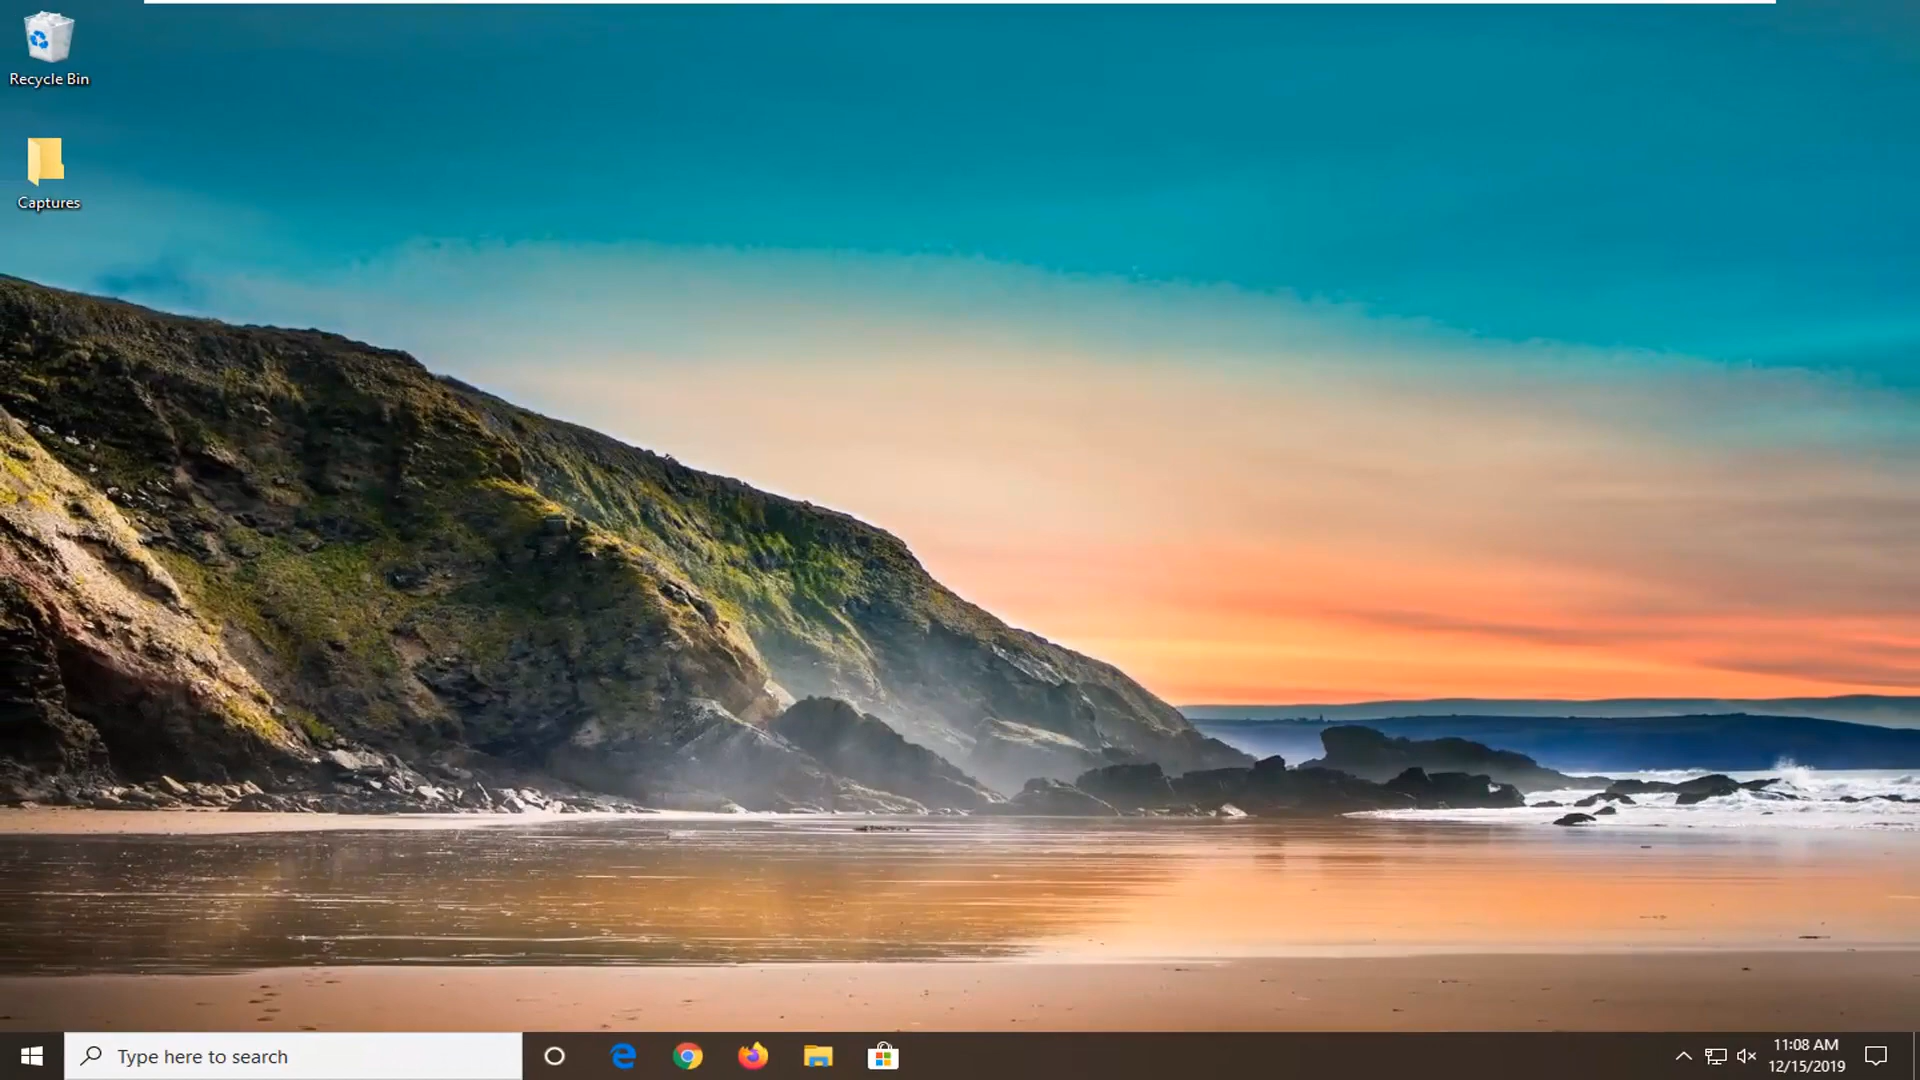 Recycle Bin
Captures
Type here to search
11:08 AM
12/15/2019